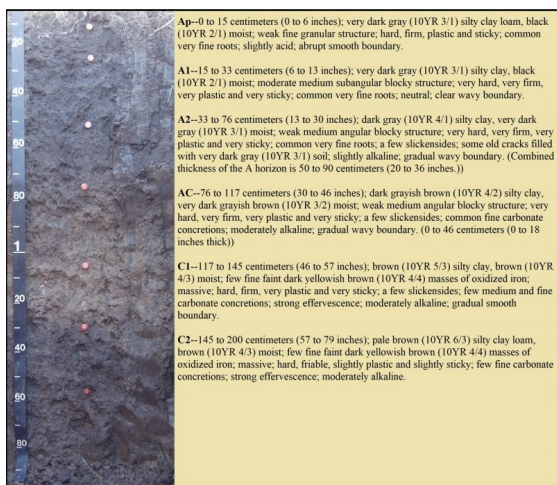 Ap--0 to 15 centimeters (0 to 6 inches); very dark gray (10YR 3/1) silty clay loam, black
(10YR 2/1) moist; weak fine granular structure; hard, firm, plastic and sticky; common
very fine roots; slightly acid; abrupt smooth boundary.
A1--15 to 33 centimeters (6 to 13 inches); very dark gray (10YR 3/1) silty clay, black
(10YR 2/1) moist; moderate medium subangular blocky structure; very hard, very firm,
very plastic and very sticky; common very fine roots; neutral; clear wavy boundary.
A2--33 to 76 centimeters (13 to 30 inches); dark gray (10YR 4/1) silty clay, very dark
gray (10YR 3/1) moist; weak medium angular blocky structure; very hard, very firm, very
plastic and very sticky; common very fine roots; a few slickensides; some old cracks filled
with very dark gray (10YR 3/1) soil; slightly alkaline; gradual wavy boundary. (Combined
thickness of the A horizon is 50 to 90 centimeters (20 to 36 inches.))
AC--76 to 117 centimeters (30 to 46 inches); dark grayish brown (10YR 4/2) silty clay,
very dark grayish brown (10YR 3/2) moist; weak medium angular blocky structure; very
hard, very firm, very plastic and very sticky; a few slickensides; common fine carbonate
concretions; moderately alkaline; gradual wavy boundary. (0 to 46 centimeters (0 to 18
inches thick))
C1--117 to 145 centimeters (46 to 57 inches); brown (10YR 5/3) silty clay, brown (10YR
4/3) moist; few fine faint dark yellowish brown (10YR 4/4) masses of oxidized iron;
massive; hard, firm, very plastic and very sticky; a few slickensides; few medium and fine
carbonate concretions; strong effervescence; moderately alkaline; gradual smooth
boundary.
C2--145 to 200 centimeters (57 to 79 inches); pale brown (10YR 6/3) silty clay loam,
brown (10YR 4/3) moist; few fine faint dark yellowish brown (10YR 4/4) masses of
oxidized iron; massive; hard, friable, slightly plastic and slightly sticky; few fine carbonate
concretions; strong effervescence; moderately alkaline.
20
40
60
80
1
20
40
60
80